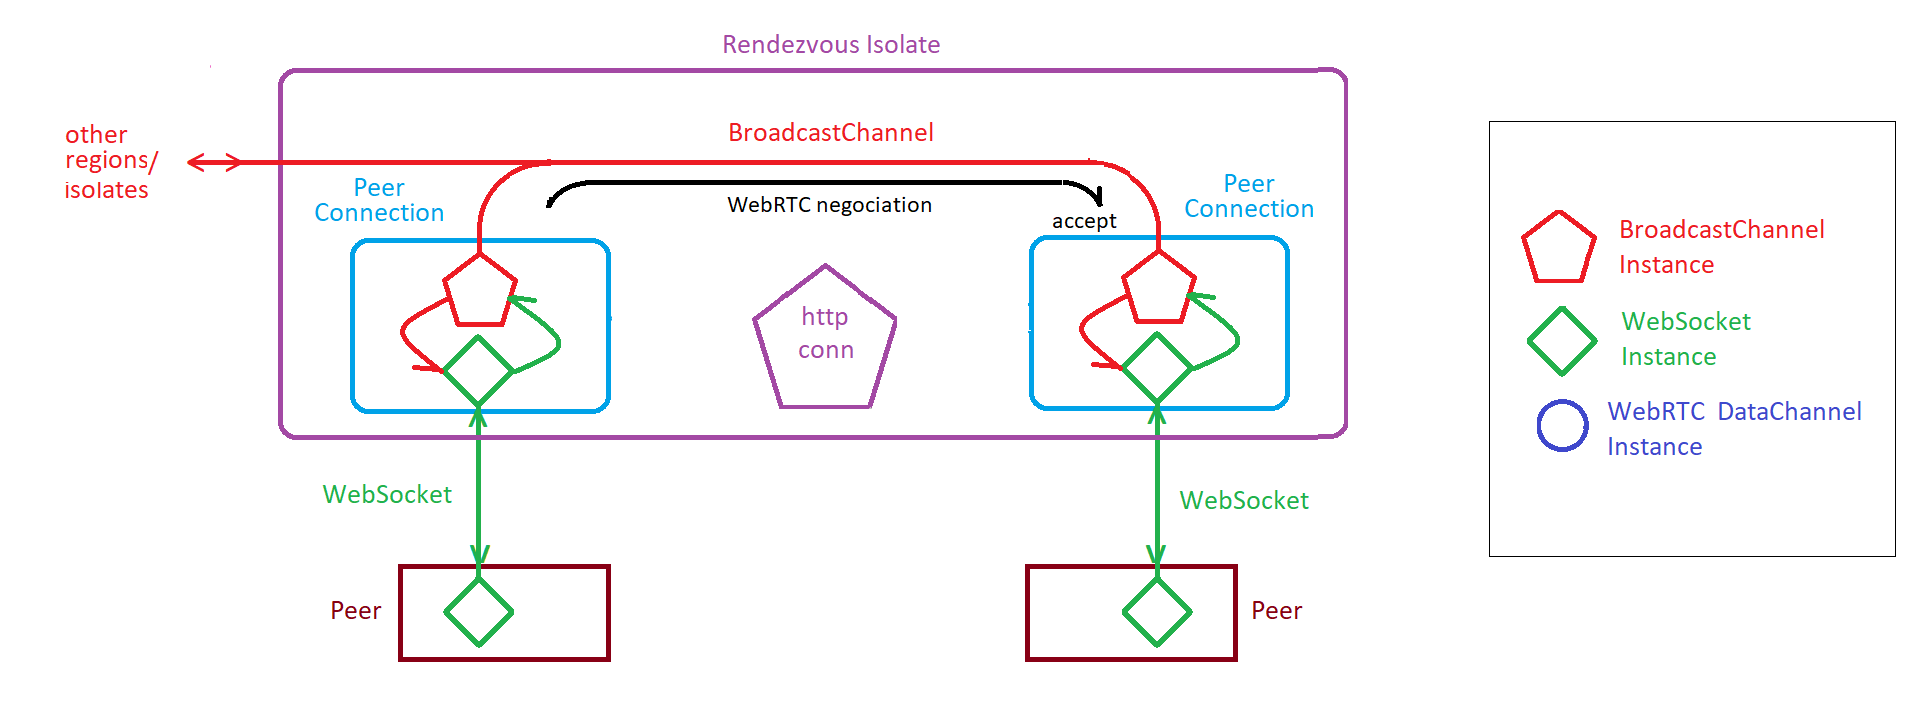 Rendezvous Isolate
other
regions/
isolates
BroadcastChannel
Peer
Connection
WebRTC negociation
accept
Peer
Connection
http
conn
WebSocket
WebSocket
Peer
Peer
BroadcastChannel
Instance
WebSocket
Instance
WebRTC DataChannel
Instance